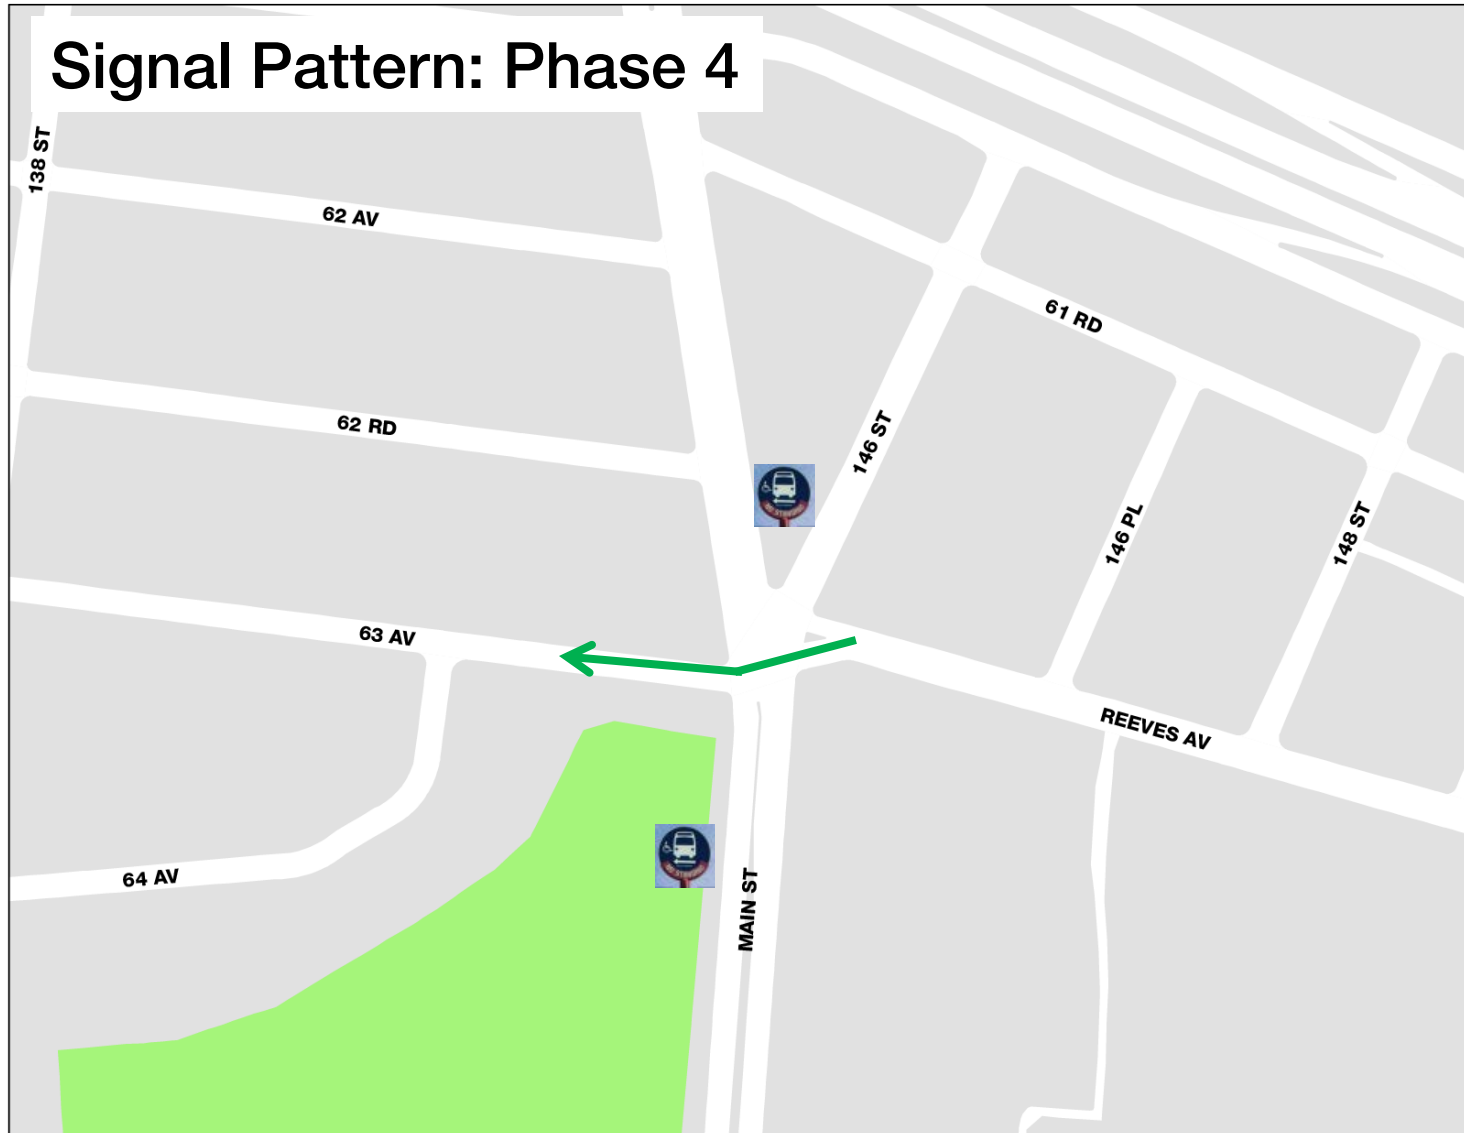 Signal Pattern: Phase 4
138 ST
62 AV
61 RD
62 RD
146 ST
146 PL
148 ST
63 AV
REEVES AV
64 AV
MAIN ST